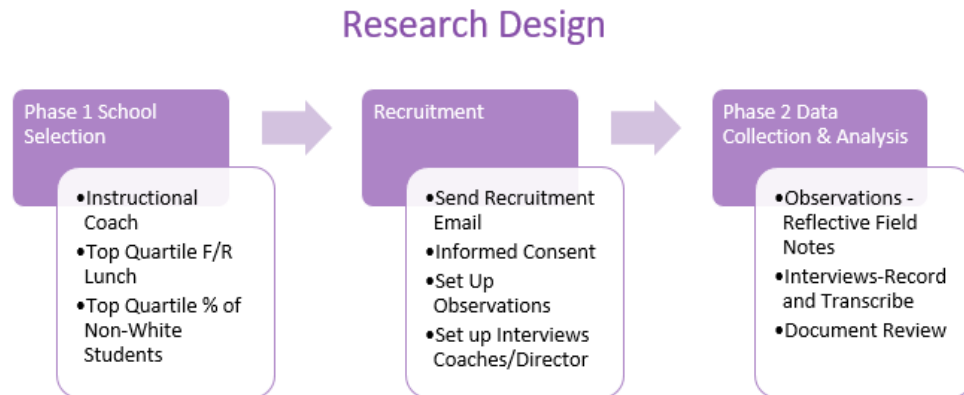 Research Design
Phase 1 School
Selection
•Instructional
Coach
•Top Quartile F/R
Lunch
•Top Quartile % of
Non-White
Students
Recruitment
•Send Recruitment
Email
•Informed Consent
•Set Up
Observations
•Set up Interviews
Coaches/Director
Phase 2 Data
Collection & Analysis
•Observations -
Reflective Field
Notes
•Interviews-Record
and Transcribe
•Document Review